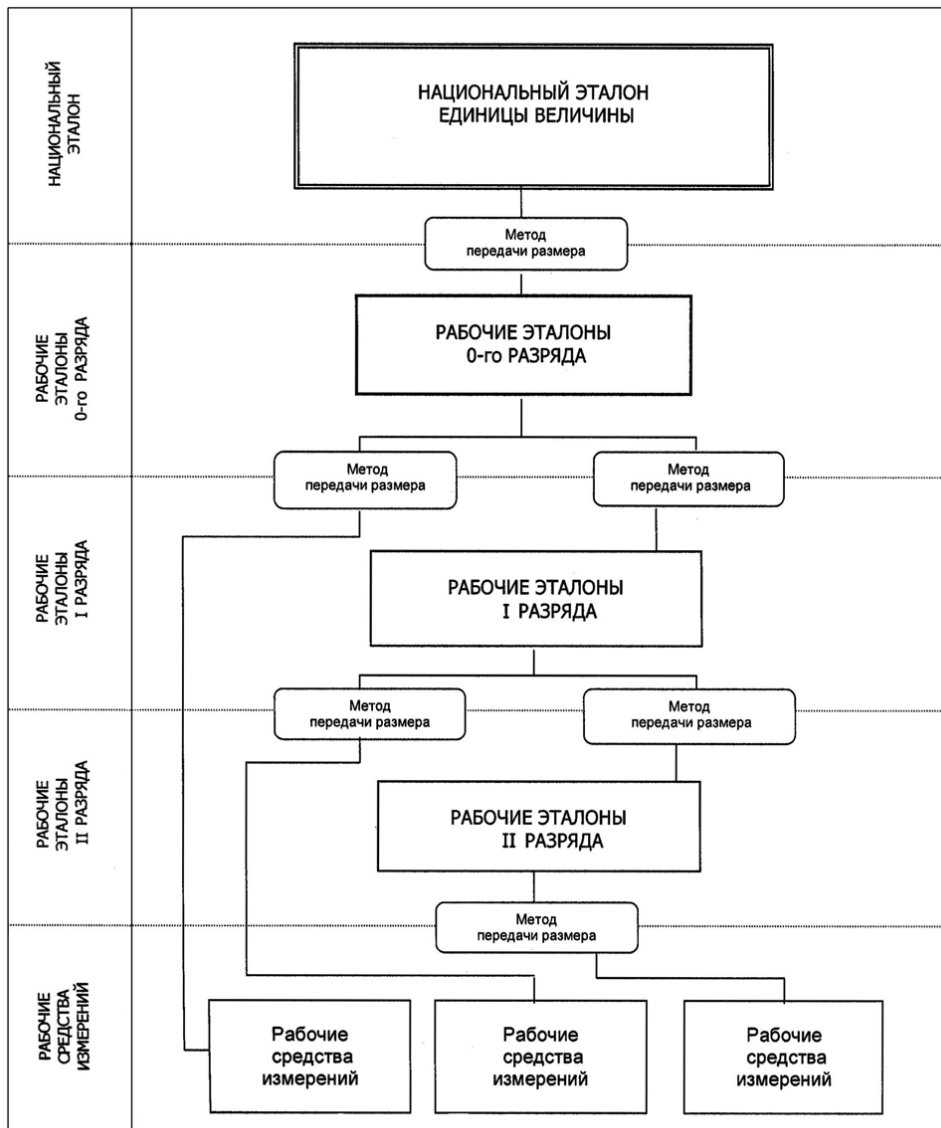 НАЦИОНАЛЬНЫЙ
ЭТАЛОН
НАЦИОНАЛЬНЫЙ ЭТАЛОН
ЕДИНИЦЫ ВЕЛИЧИНЫ
Метод
передачи размера
РАБОЧИЕ
ЭТАЛОНЫ
0-го РАЗРЯДА
РАБОЧИЕ ЭТАЛОНЫ
0-го РАЗРЯДА
Метод
передачи размера
Метод
передачи размера
РАБОЧИЕ
ЭТАЛОНЫ
I РАЗРЯДА
РАБОЧИЕ ЭТАЛОНЫ
I РАЗРЯДА
Метод
передачи размера
Метод
передачи размера
РАБОЧИЕ
ЭТАЛОНЫ
II РАЗРЯДА
РАБОЧИЕ ЭТАЛОНЫ
II РАЗРЯДА
Метод
передачи размера
РАБОЧИЕ
СРЕДСТВА
ИЗМЕРЕНИЙ
Рабочие
средства
измерений
Рабочие
средства
измерений
Рабочие
средства
измерений